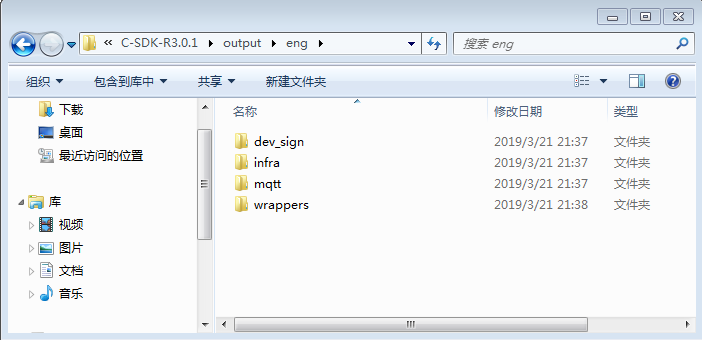 « C-SDK-R3.0.1 ▸ output ▸ eng ▸
搜索 eng
组织 包含到库中 共享 新建文件夹
下载
桌面
最近访问的位置
库
视频
图片
文档
音乐
名称 修改日期 类型
dev_sign 2019/3/21 21:37 文件夹
infra 2019/3/21 21:37 文件夹
mqtt 2019/3/21 21:37 文件夹
wrappers 2019/3/21 21:38 文件夹